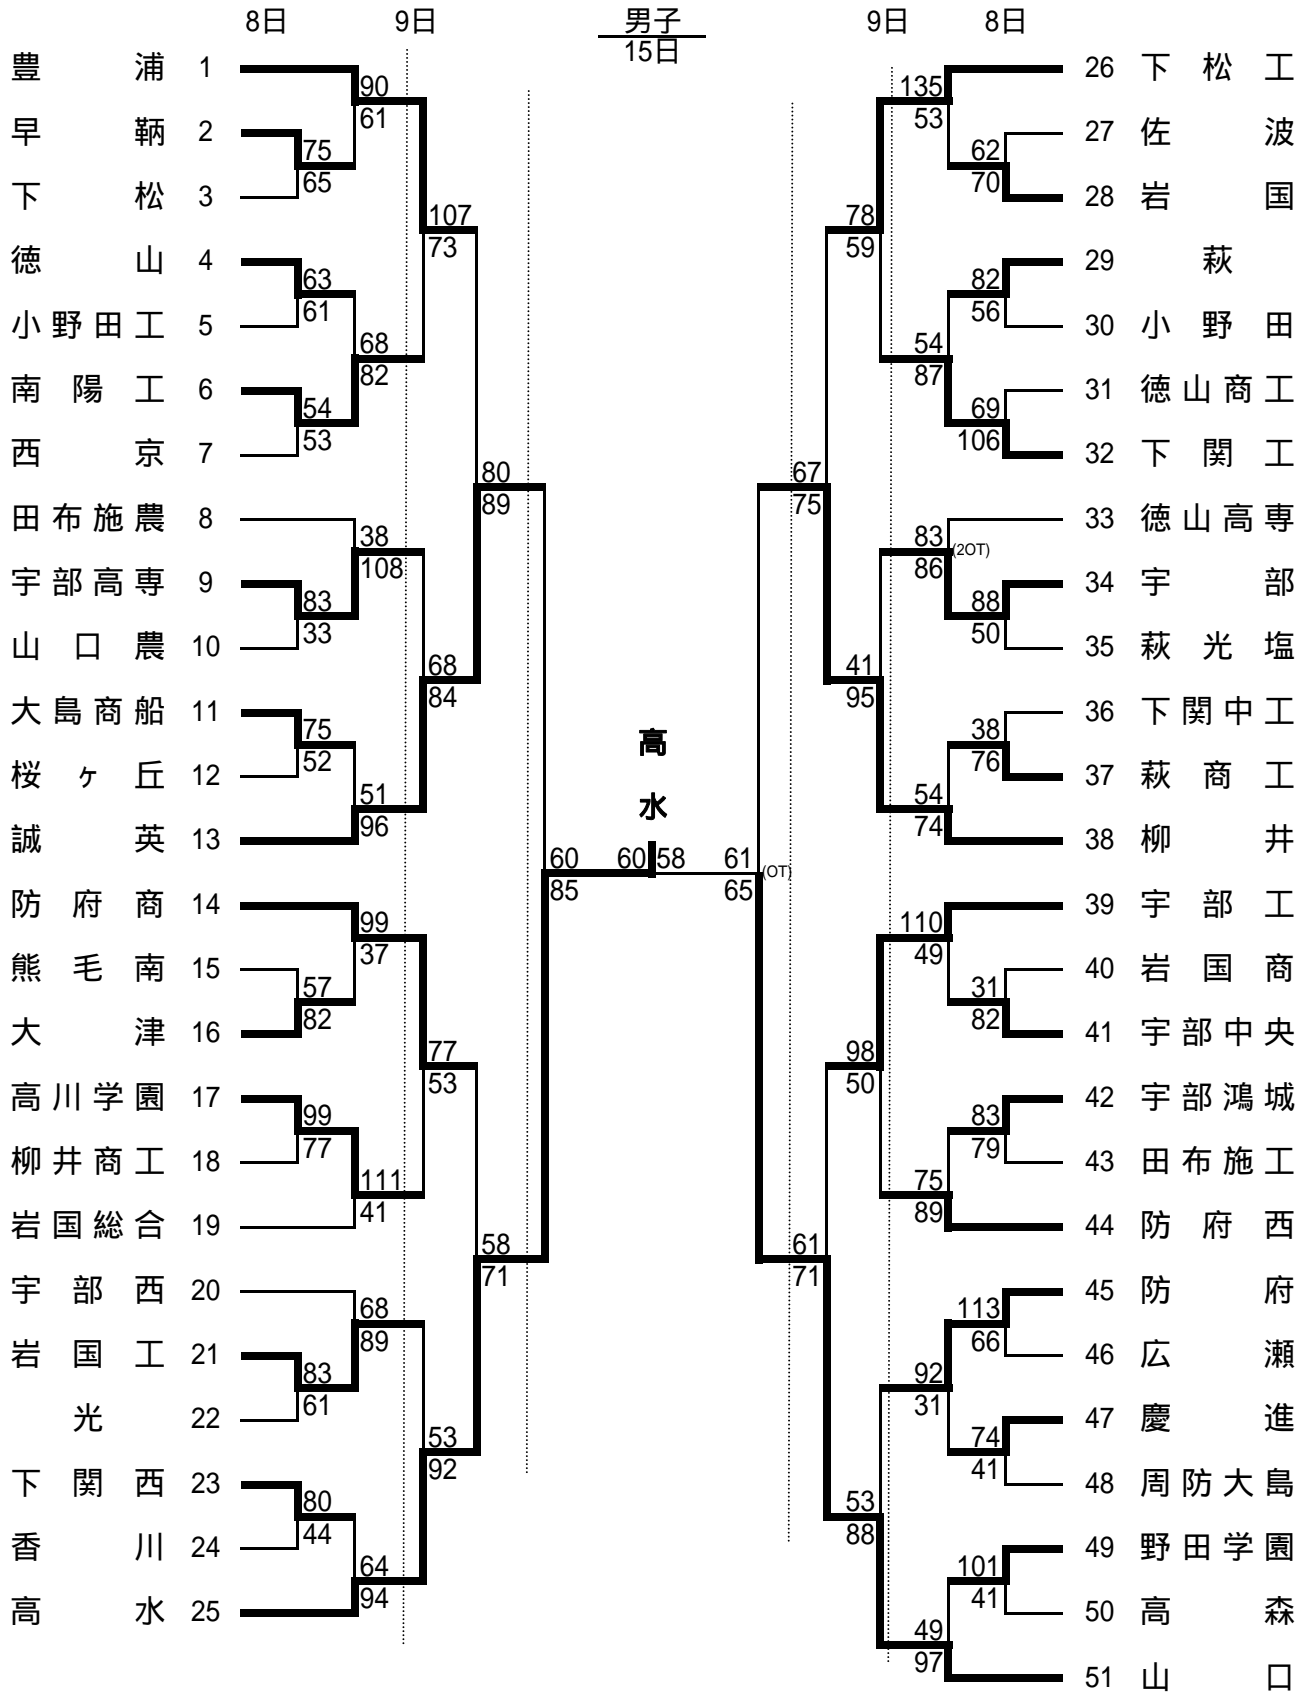 8日 9日 男子 9日 8日
15日
豊浦 1
早鞆 2
下松 3
徳山 4
小野田工 5
南陽工 6
西京 7
田布施農 8
宇部高専 9
山口農 10
大島商船 11
桜ヶ丘 12
誠英 13
防府商 14
熊毛南 15
大津 16
高川学園 17
柳井商工 18
岩国総合 19
宇部西 20
岩国工 21
光 22
下関西 23
香川 24
高水 25
90
61
75
65
107
73
63
61
68
82
54
53
80
89
38
108
83
33
68
84
75
52
51
96
60
85
99
37
57
82
77
53
99
77
111
41
58
71
68
89
83
61
53
92
80
44
64
94
高水
60 58
61 (OT)
65
135
53
62
70
78
59
82
56
54
87
69
106
67
75
83 (2OT)
86
88
50
41
95
38
76
54
74
110
49
31
82
98
50
83
79
75
89
61
71
113
66
92
31
74
41
53
88
101
41
49
97
26 下松工
27 佐波
28 岩国
29 萩
30 小野田
31 徳山商工
32 下関工
33 徳山高専
34 宇部
35 萩光塩
36 下関中工
37 萩商工
38 柳井
39 宇部工
40 岩国商
41 宇部中央
42 宇部鴻城
43 田布施工
44 防府西
45 防府
46 広瀬
47 慶進
48 周防大島
49 野田学園
50 高森
51 山口